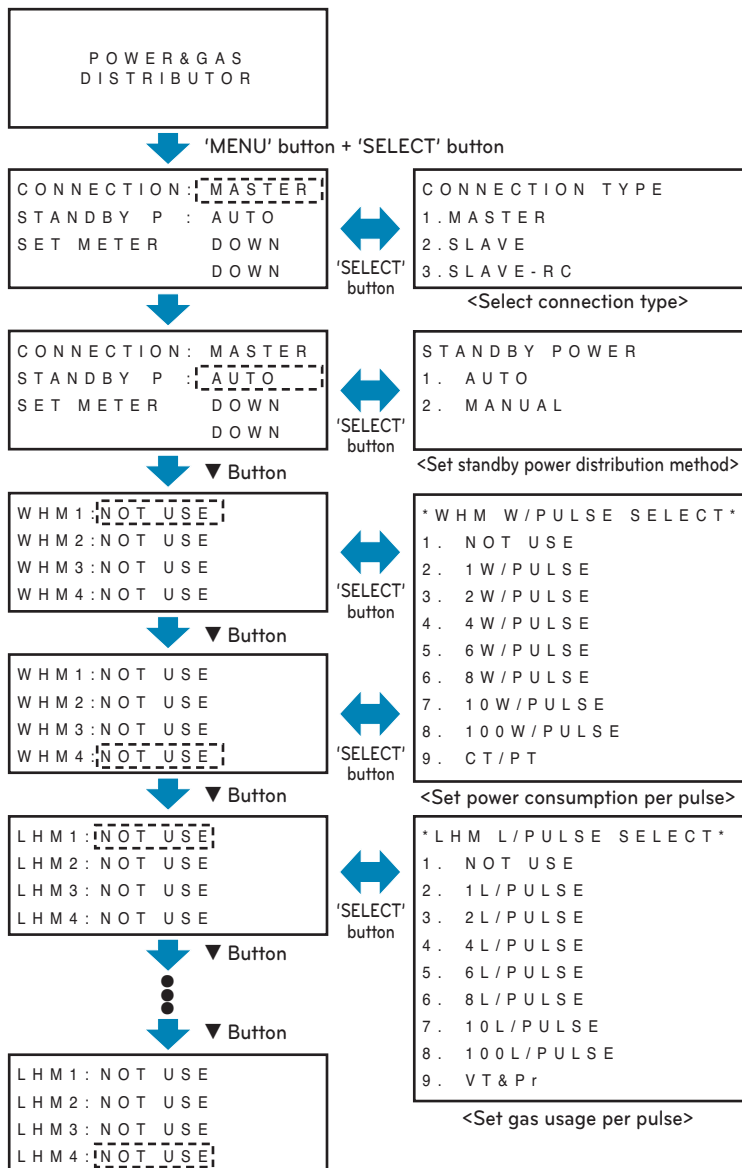 POWER&GAS
DISTRIBUTOR
'MENU' button + 'SELECT' button
CONNECTION: MASTER
STANDBY P : AUTO
SET METER DOWN
DOWN
'SELECT'
button
CONNECTION TYPE
1.MASTER
2.SLAVE
3.SLAVE-RC
<Select connection type>
CONNECTION: MASTER
STANDBY P : AUTO
SET METER DOWN
DOWN
'SELECT'
button
STANDBY POWER
1. AUTO
2. MANUAL
<Set standby power distribution method>
▼ Button
WHM1:NOT USE
WHM2:NOT USE
WHM3:NOT USE
WHM4:NOT USE
'SELECT'
button
▼ Button
WHM1:NOT USE
WHM2:NOT USE
WHM3:NOT USE
WHM4:NOT USE
'SELECT'
button
*WHM W/PULSE SELECT*
1. NOT USE
2. 1W/PULSE
3. 2W/PULSE
4. 4W/PULSE
5. 6W/PULSE
6. 8W/PULSE
7. 10W/PULSE
8. 100W/PULSE
9. CT/PT
<Set power consumption per pulse>
▼ Button
LHM1:NOT USE
LHM2:NOT USE
LHM3:NOT USE
LHM4:NOT USE
'SELECT'
button
*LHM L/PULSE SELECT*
1. NOT USE
2. 1L/PULSE
3. 2L/PULSE
4. 4L/PULSE
5. 6L/PULSE
6. 8L/PULSE
7. 10L/PULSE
8. 100L/PULSE
9. VT&Pr
<Set gas usage per pulse>
▼ Button
▼ Button
LHM1:NOT USE
LHM2:NOT USE
LHM3:NOT USE
LHM4:NOT USE